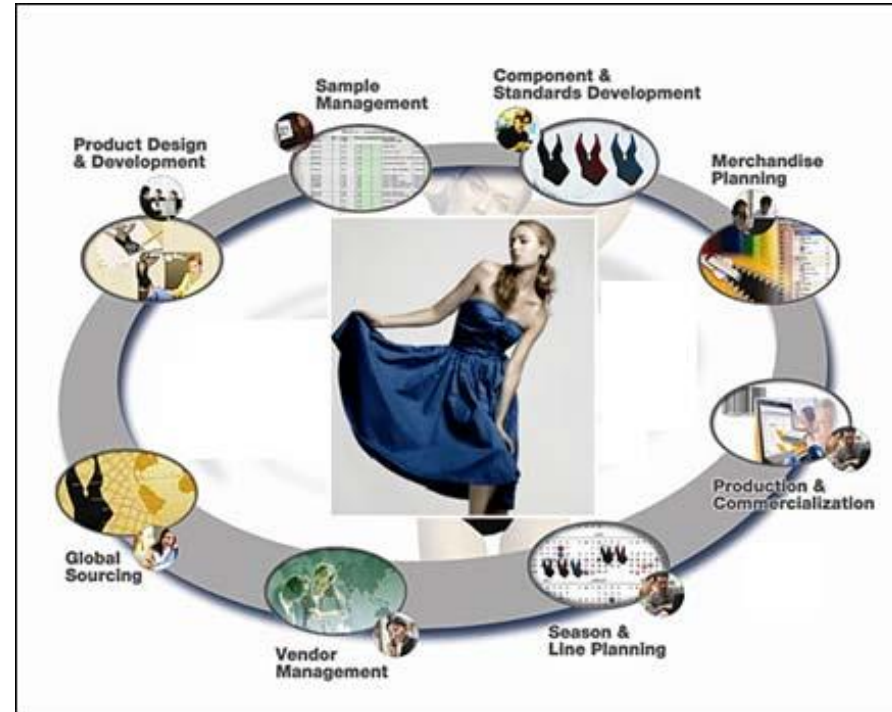 Component &
Standards Development
Sample
Management
Product Design
& Development
Merchandise
Planning
Production &
Commercialization
Global
Sourcing
Season &
Line Planning
Vendor
Management